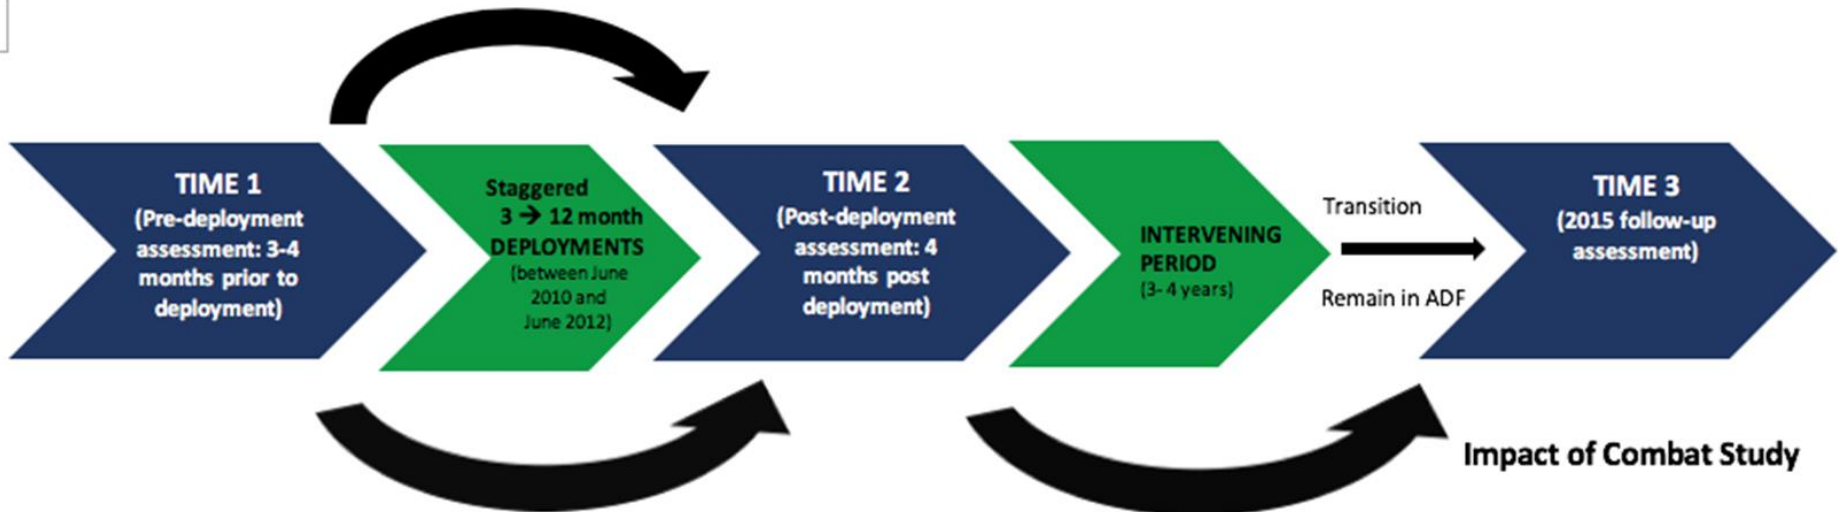 TIME 1
(Pre-deployment
assessment: 3-4
months prior to
deployment)
Staggered
3 → 12 month
DEPLOYMENTS
(between June
2010 and
June 2012)
TIME 2
(Post-deployment
assessment: 4
months post
deployment)
INTERVENING
PERIOD
(3-4 years)
Transition
Remain in ADF
TIME 3
(2015 follow-up
assessment)
Impact of Combat Study